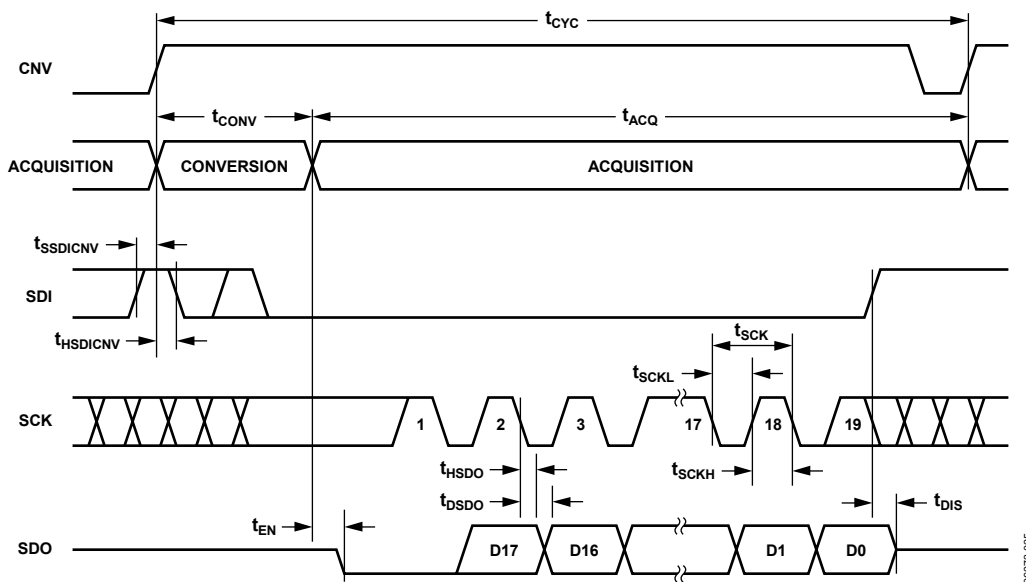 tCYC
CNV
tCONV
tACQ
ACQUISITION
CONVERSION
ACQUISITION
tSSDICNV
SDI
tHSDICNV
tSCK
tSCKL
SCK
1
2
3
17
18
19
tHSDO
tSCKH
tDSDO
tDIS
tEN
SDO
D17
D16
D1
D0